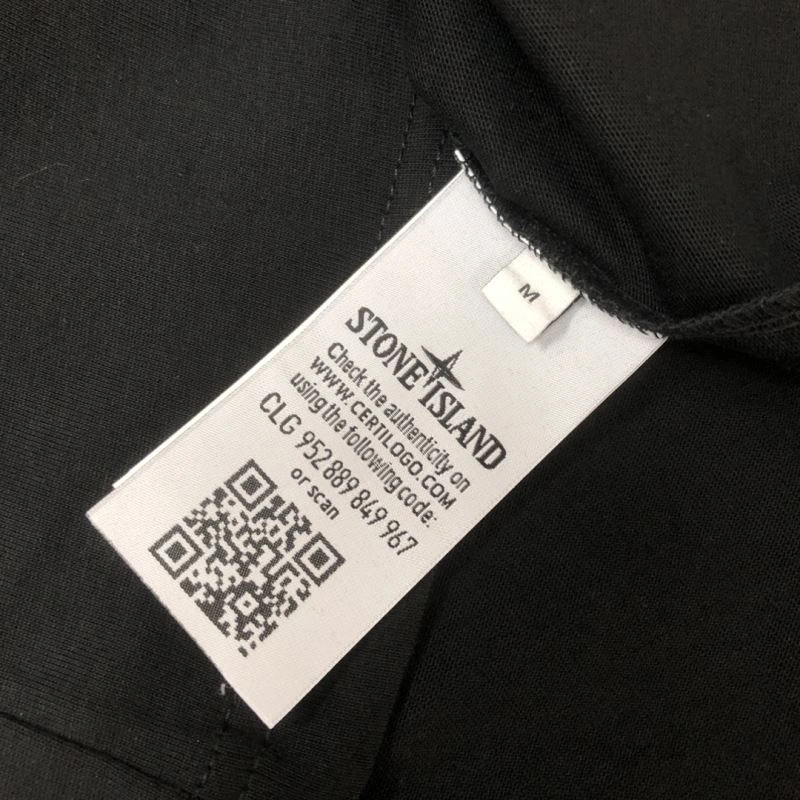 M
STONE ISLAND
Check the authenticity on
WWW.CERTILOGO.COM
using the following code:
CLG 952 889 849 967
or scan